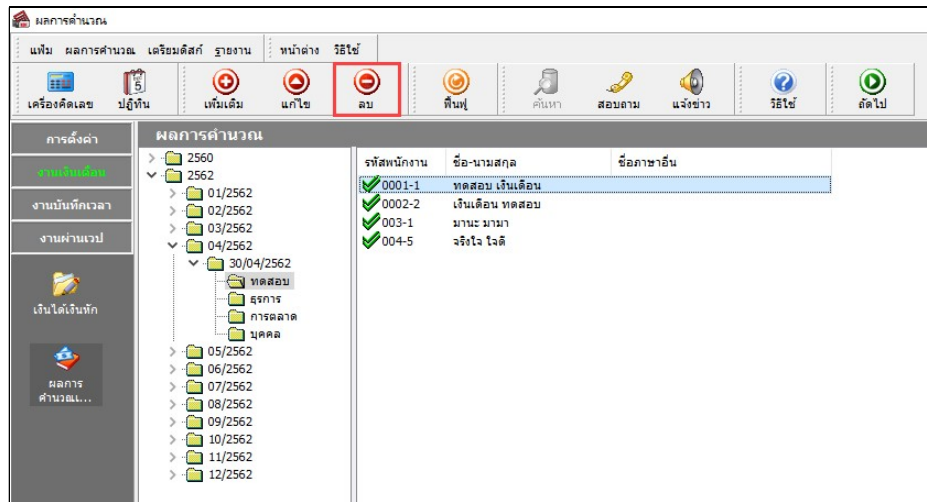 ผลการคำนวณ
แฟ้ม ผลการคำนวณ เตรียมดิสก์ รายงาน หน้าต่าง วิธีใช้
เครื่องคิดเลข ปฏิทิน เพิ่มเติม แก้ไข ลบ ฟื้นฟู ค้นหา สอบถาม แจ้งข่าว วิธีใช้ ถัดไป
การตั้งค่า
งานเงินเดือน
งานบันทึกเวลา
งานผ่านเวป
เงินได้เงินหัก
ผลการ
คำนวณเ...
ผลการคำนวณ
2560
2562
01/2562
02/2562
03/2562
04/2562
30/04/2562
ทดสอบ
ธุรการ
การตลาด
บุคคล
05/2562
06/2562
07/2562
08/2562
09/2562
10/2562
11/2562
12/2562
รหัสพนักงาน ชื่อ-นามสกุล ชื่อภาษาอื่น
0001-1 ทดสอบ เงินเดือน
0002-2 เงินเดือน ทดสอบ
003-1 มานะ มามา
004-5 จริงใจ ใจดี